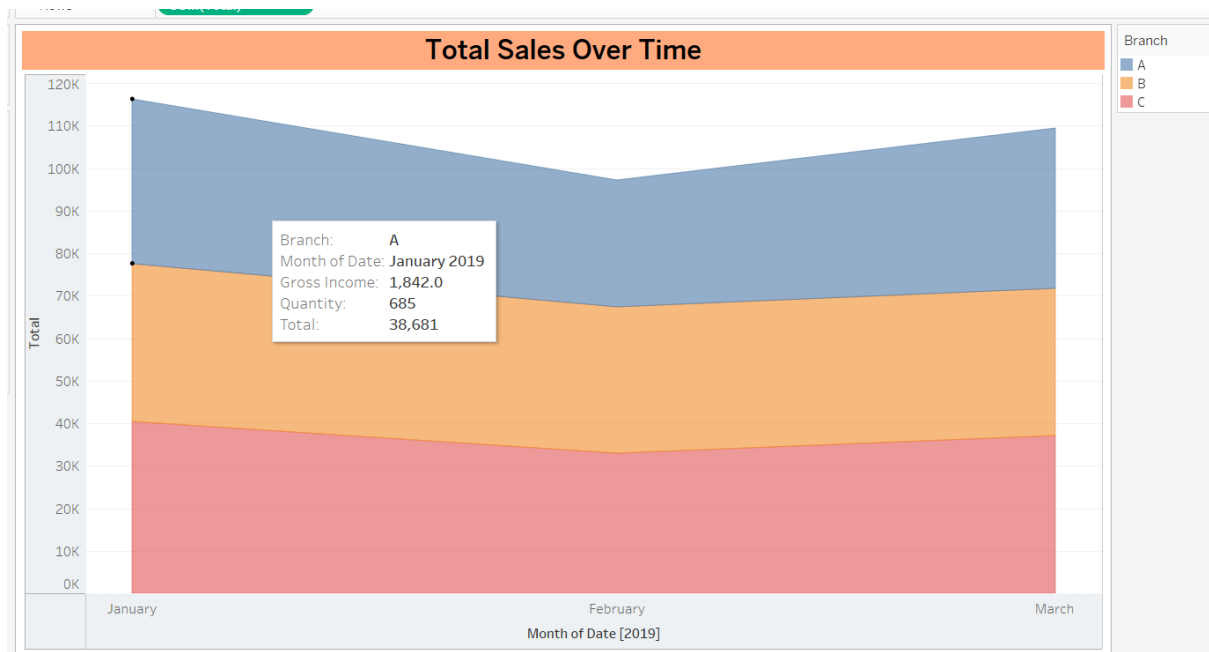 Total Sales Over Time
Branch
A
B
C
120K
110K
100K
90K
80K
70K
60K
50K
40K
30K
20K
10K
0K
Total
Branch: A
Month of Date: January 2019
Gross Income: 1,842.0
Quantity: 685
Total: 38,681
January February March
Month of Date [2019]